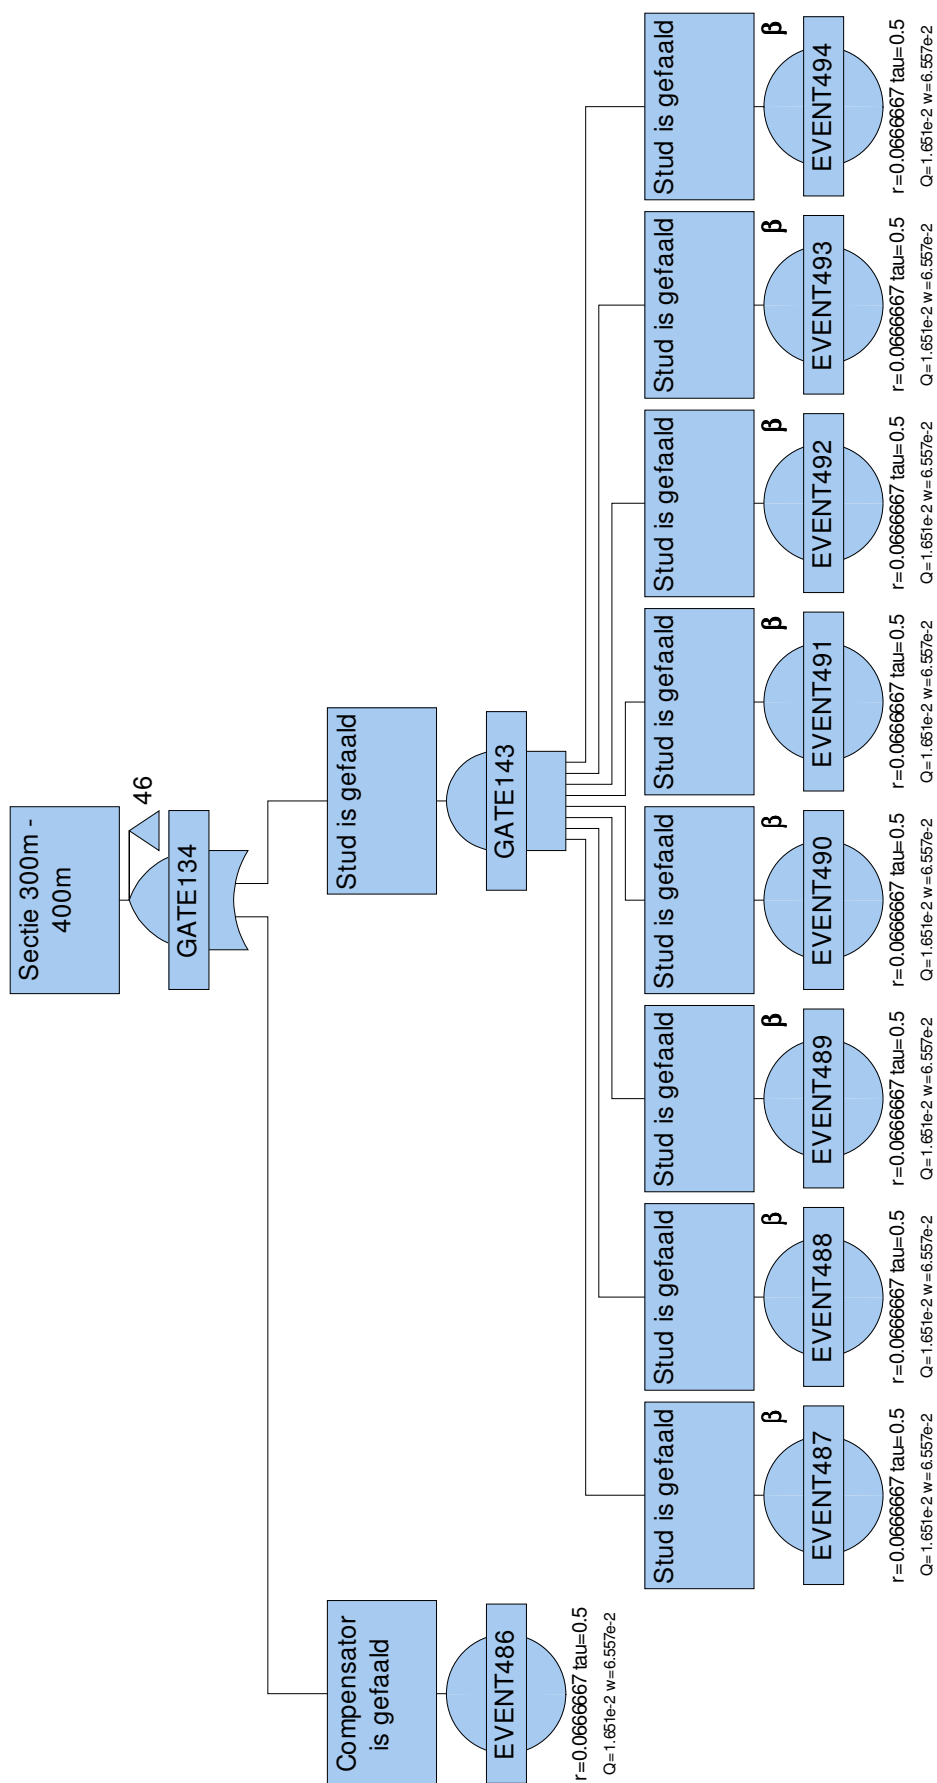 Sectie 300m -
400m
46
GATE134
Compensator
is gefaald
EVENT486
r=0.0666667 tau=0.5
Q=1.651e-2 w=6.557e-2
Stud is gefaald
GATE143
Stud is gefaald
β
EVENT487
r=0.0666667 tau=0.5
Q=1.651e-2 w=6.557e-2
Stud is gefaald
β
EVENT488
r=0.0666667 tau=0.5
Q=1.651e-2 w=6.557e-2
Stud is gefaald
β
EVENT489
r=0.0666667 tau=0.5
Q=1.651e-2 w=6.557e-2
Stud is gefaald
β
EVENT490
r=0.0666667 tau=0.5
Q=1.651e-2 w=6.557e-2
Stud is gefaald
β
EVENT491
r=0.0666667 tau=0.5
Q=1.651e-2 w=6.557e-2
Stud is gefaald
β
EVENT492
r=0.0666667 tau=0.5
Q=1.651e-2 w=6.557e-2
Stud is gefaald
β
EVENT493
r=0.0666667 tau=0.5
Q=1.651e-2 w=6.557e-2
Stud is gefaald
β
EVENT494
r=0.0666667 tau=0.5
Q=1.651e-2 w=6.557e-2